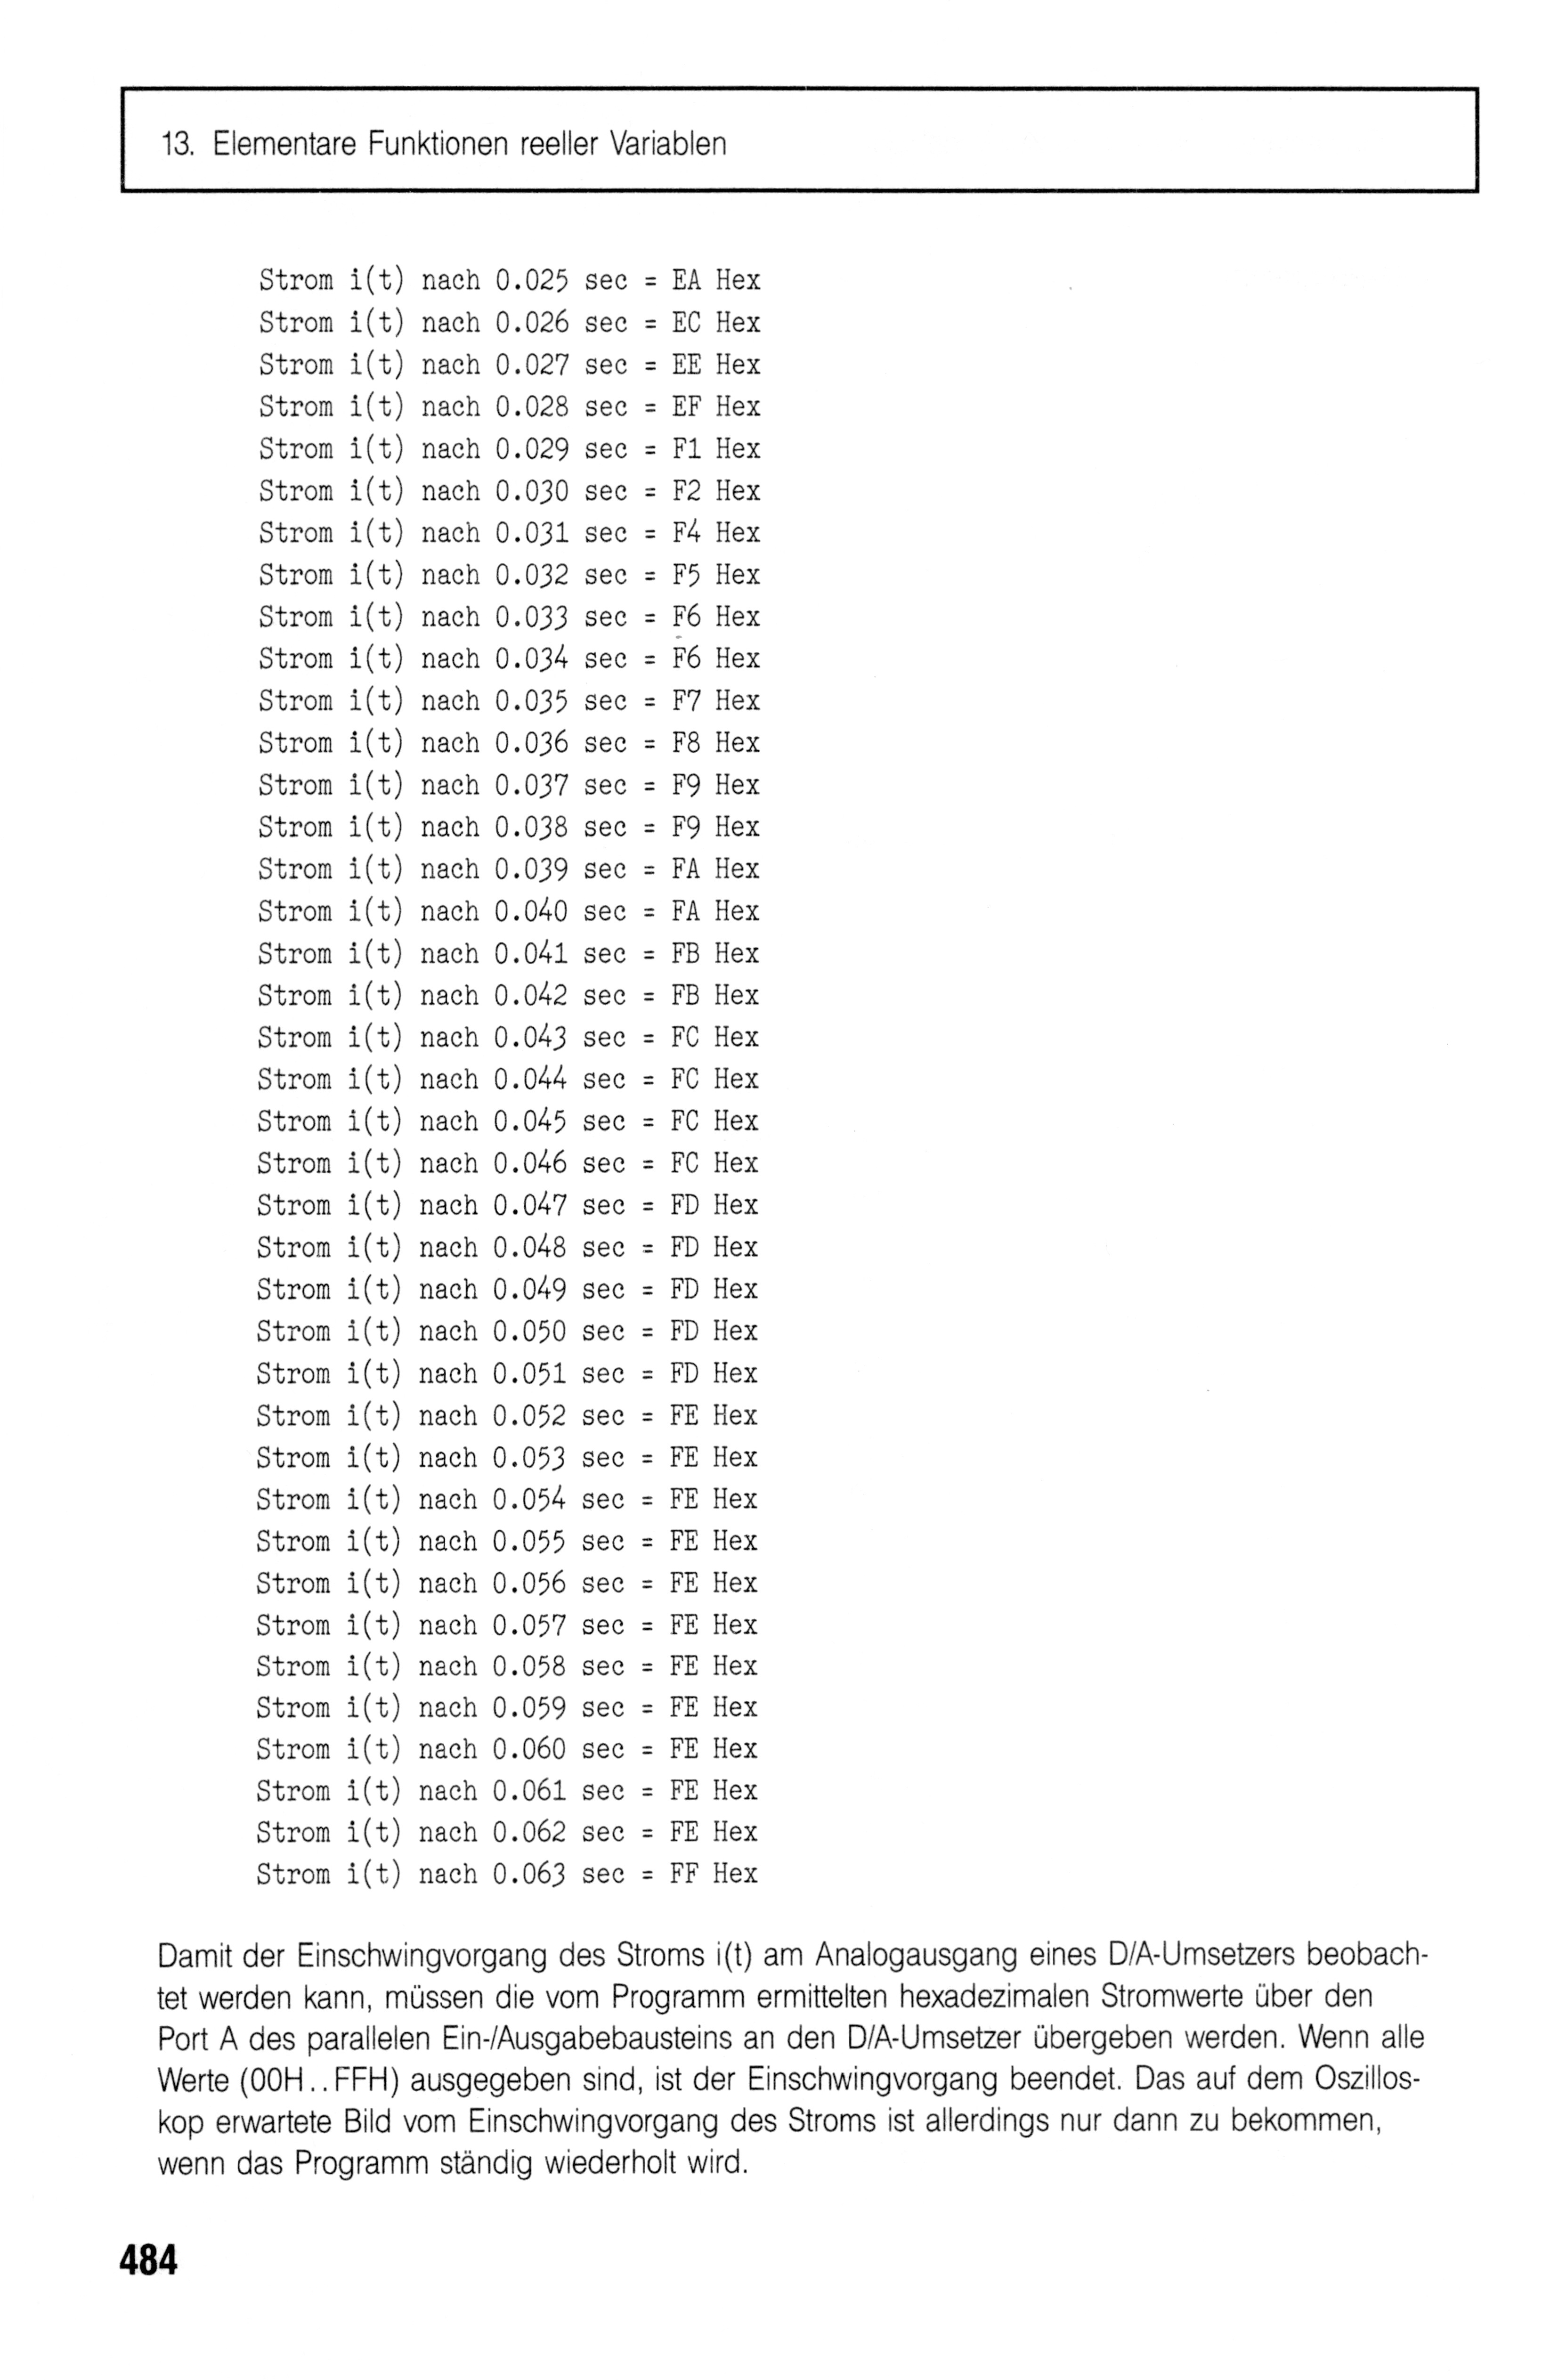 13. Elementare Funktionen reeller Variablen
Strom i(t) nach 0.025 sec = EA Hex
Strom i(t) nach 0.026 sec = EC Hex
Strom i(t) nach 0.027 sec = EE Hex
Strom i(t) nach 0.028 sec = EF Hex
Strom i(t) nach 0.029 sec = F1 Hex
Strom i(t) nach 0.030 sec = F2 Hex
Strom i(t) nach 0.031 sec = F4 Hex
Strom i(t) nach 0.032 sec = F5 Hex
Strom i(t) nach 0.033 sec = F6 Hex
Strom i(t) nach 0.034 sec = F6 Hex
Strom i(t) nach 0.035 sec = F7 Hex
Strom i(t) nach 0.036 sec = F8 Hex
Strom i(t) nach 0.037 sec = F9 Hex
Strom i(t) nach 0.038 sec = F9 Hex
Strom i(t) nach 0.039 sec = FA Hex
Strom i(t) nach 0.040 sec = FA Hex
Strom i(t) nach 0.041 sec = FB Hex
Strom i(t) nach 0.042 sec = FB Hex
Strom i(t) nach 0.043 sec = FC Hex
Strom i(t) nach 0.044 sec = FC Hex
Strom i(t) nach 0.045 sec = FC Hex
Strom i(t) nach 0.046 sec = FC Hex
Strom i(t) nach 0.047 sec = FD Hex
Strom i(t) nach 0.048 sec = FD Hex
Strom i(t) nach 0.049 sec = FD Hex
Strom i(t) nach 0.050 sec = FD Hex
Strom i(t) nach 0.051 sec = FD Hex
Strom i(t) nach 0.052 sec = FE Hex
Strom i(t) nach 0.053 sec = FE Hex
Strom i(t) nach 0.054 sec = FE Hex
Strom i(t) nach 0.055 sec = FE Hex
Strom i(t) nach 0.056 sec = FE Hex
Strom i(t) nach 0.057 sec = FE Hex
Strom i(t) nach 0.058 sec = FE Hex
Strom i(t) nach 0.059 sec = FE Hex
Strom i(t) nach 0.060 sec = FE Hex
Strom i(t) nach 0.061 sec = FE Hex
Strom i(t) nach 0.062 sec = FE Hex
Strom i(t) nach 0.063 sec = FF Hex
Damit der Einschwingvorgang des Stroms i(t) am Analogausgang eines D/A-Umsetzers beobach-
tet werden kann, müssen die vom Programm ermittelten hexadezimalen Stromwerte über den
Port A des parallelen Ein-/Ausgabebausteins an den D/A-Umsetzer übergeben werden. Wenn alle
Werte (00H..FFH) ausgegeben sind, ist der Einschwingvorgang beendet. Das auf dem Oszillos-
kop erwartete Bild vom Einschwingvorgang des Stroms ist allerdings nur dann zu bekommen,
wenn das Programm ständig wiederholt wird.
484